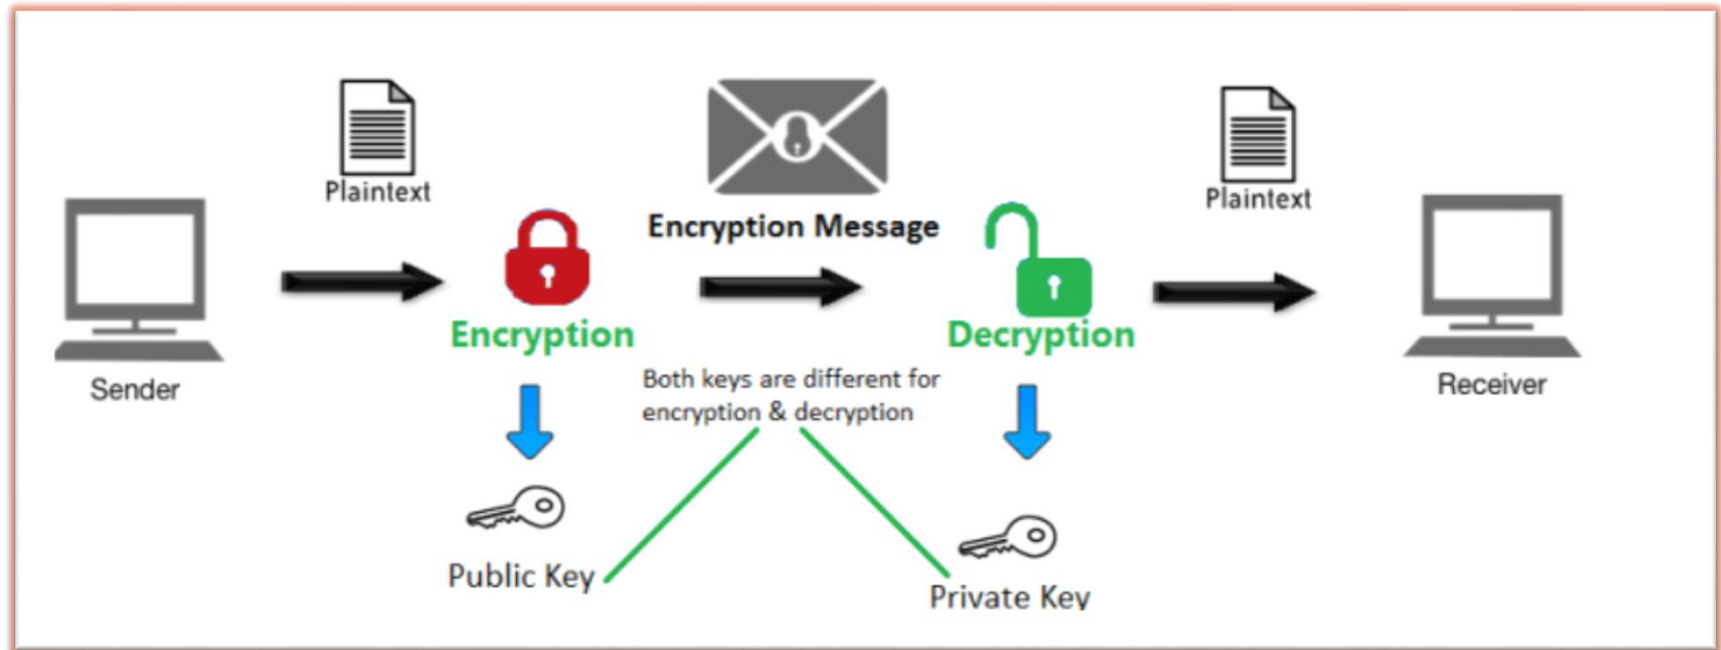 Plaintext
Plaintext
Encryption Message
Encryption
Decryption
Sender
Receiver
Both keys are different for
encryption & decryption
Public Key
Private Key